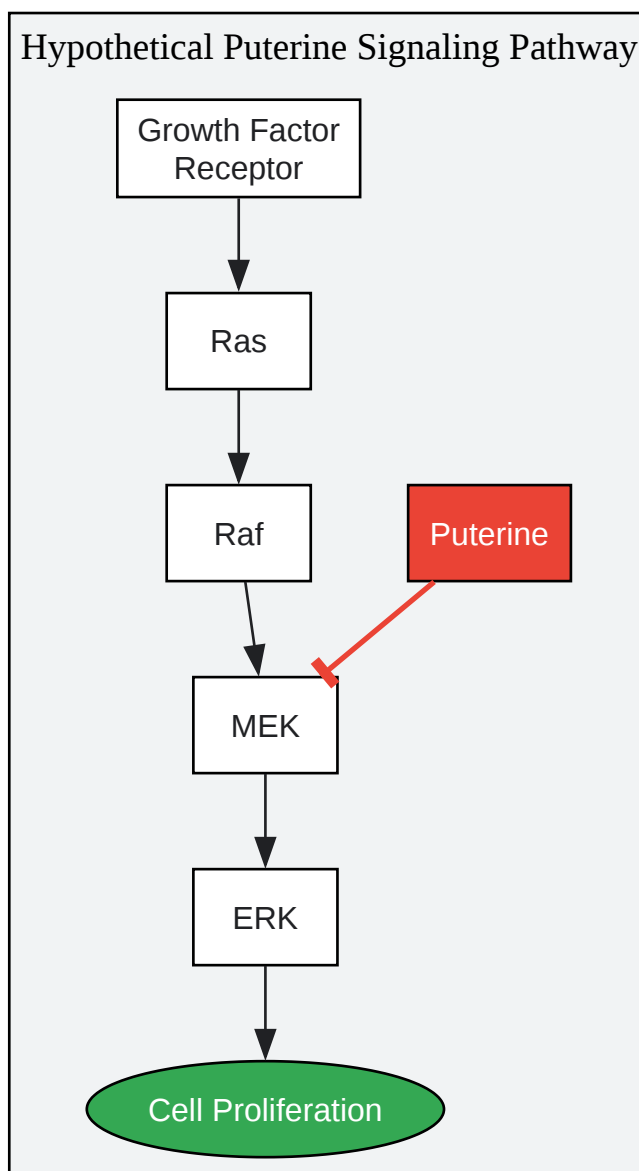 Hypothetical Puterine Signaling Pathway
Growth Factor
Receptor
Ras
Raf
Puterine
MEK
ERK
Cell Proliferation